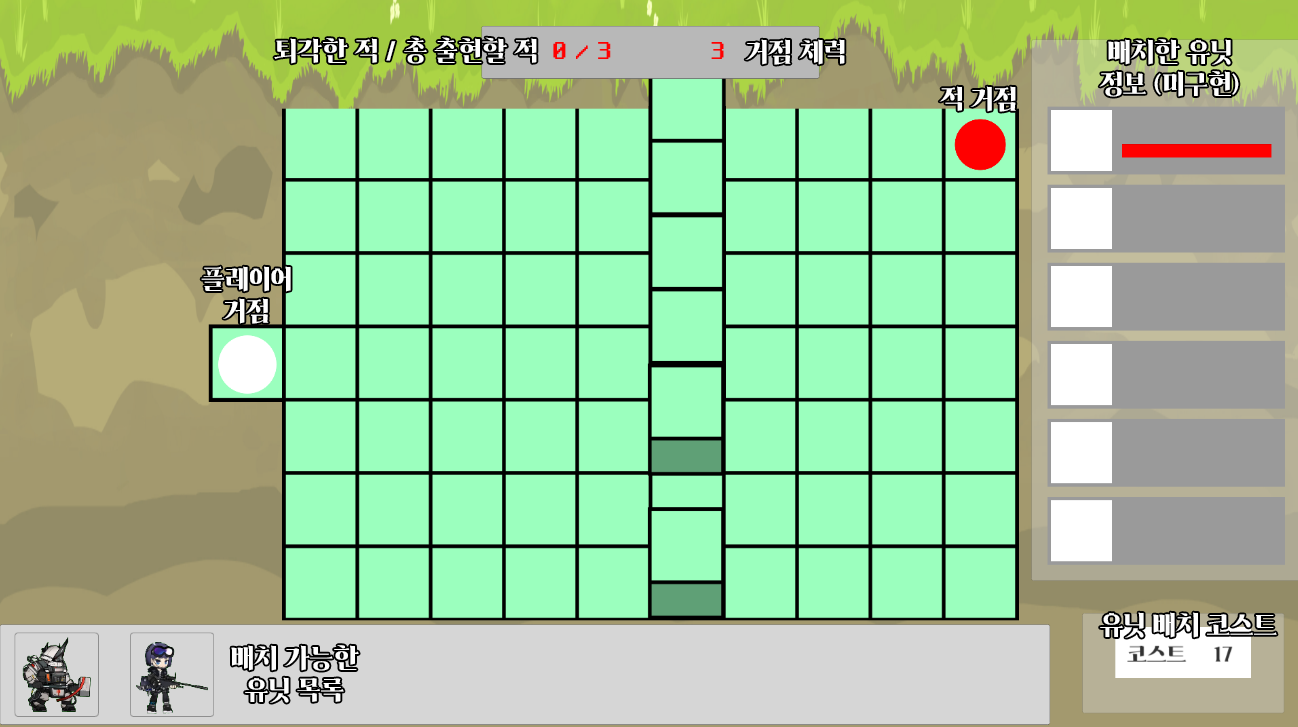 퇴각한 적 / 총 출현할 적 0 / 3 3 거점 체력
배치한 유닛
정보 (미구현)
적 거점
플레이어
거점
배치 가능한
유닛 목록
유닛 배치 코스트
코스트 17